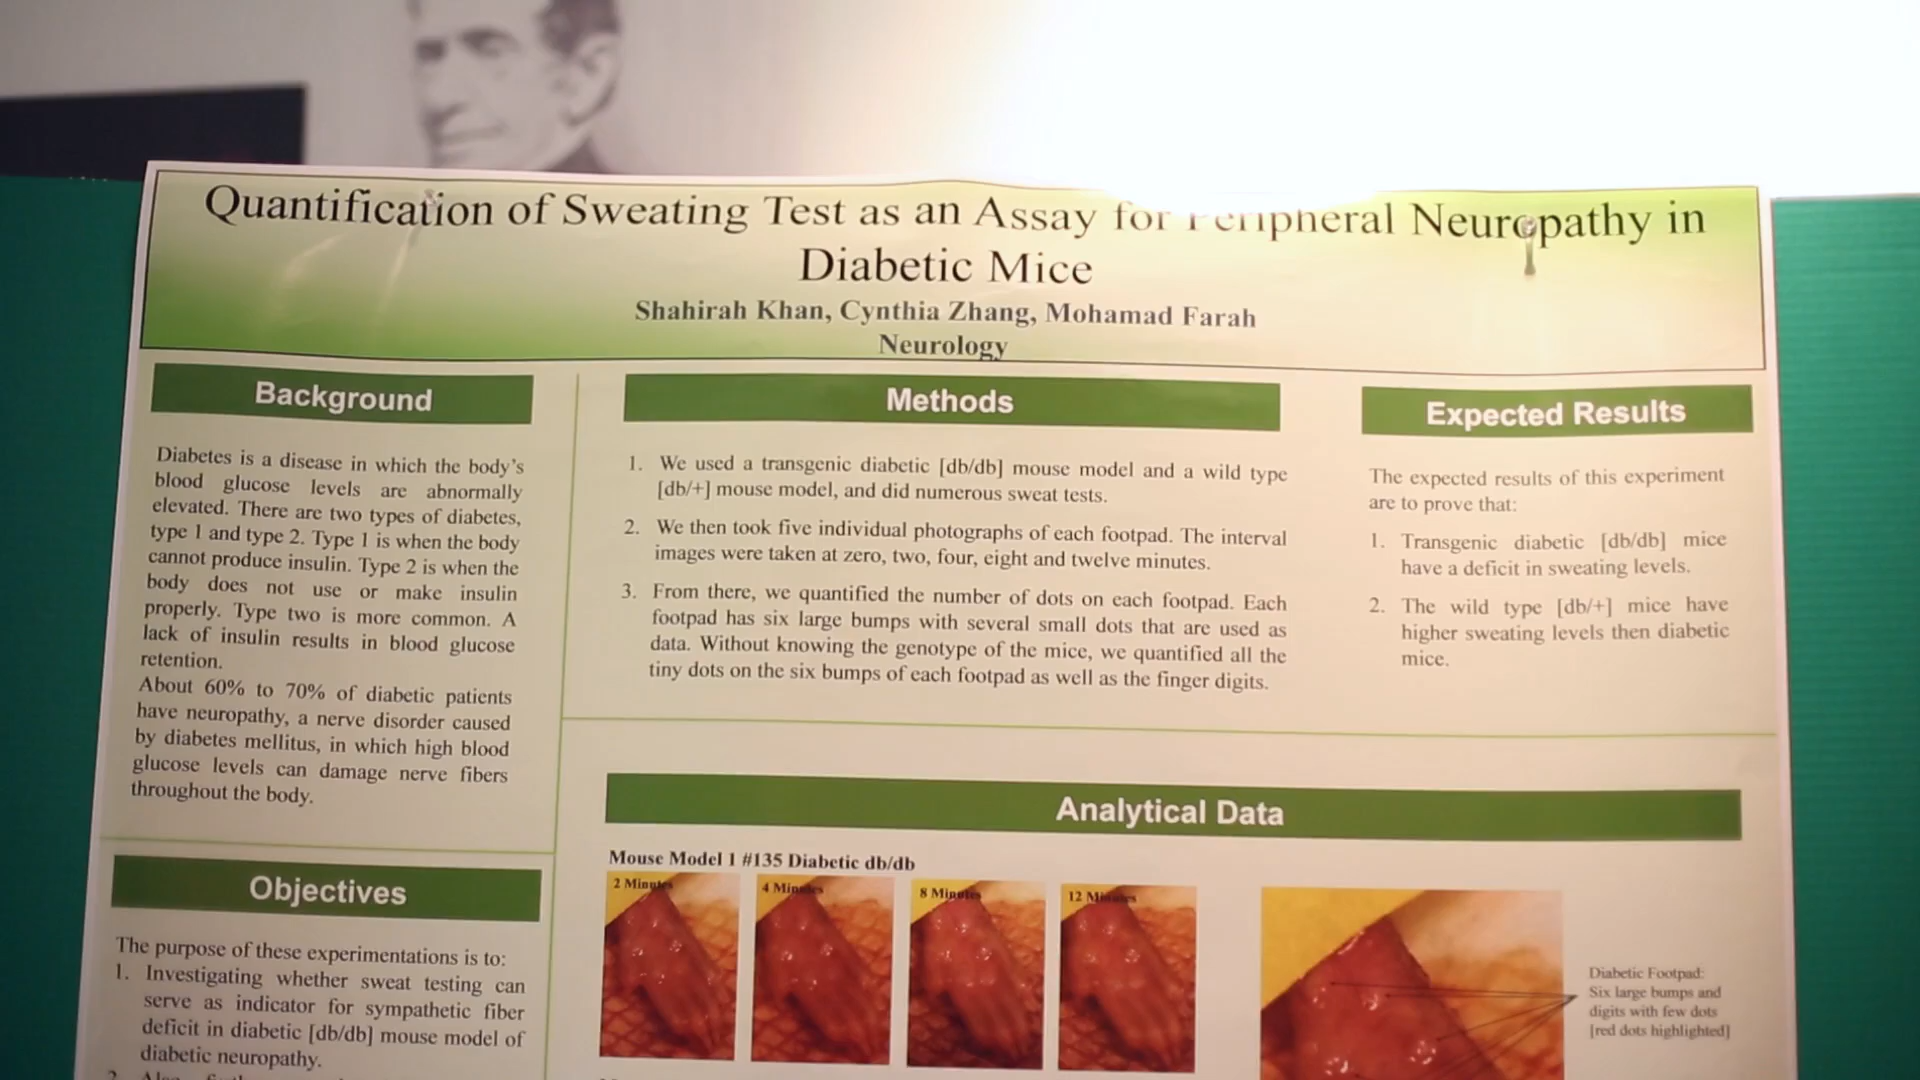 Quantification of Sweating Test as an Assay for Peripheral Neuropathy in
Diabetic Mice
Shahirah Khan, Cynthia Zhang, Mohamad Farah
Neurology
Background
Diabetes is a disease in which the body's
blood glucose levels are abnormally
elevated. There are two types of diabetes,
type 1 and type 2. Type 1 is when the body
cannot produce insulin. Type 2 is when the
body does not use or make insulin
properly. Type two is more common. A
lack of insulin results in blood glucose
retention.
About 60% to 70% of diabetic patients
have neuropathy, a nerve disorder caused
by diabetes mellitus, in which high blood
glucose levels can damage nerve fibers
throughout the body.
Objectives
The purpose of these experimentations is to:
1. Investigating whether sweat testing can
serve as indicator for sympathetic fiber
deficit in diabetic [db/db] mouse model of
diabetic neuropathy.
Methods
1. We used a transgenic diabetic [db/db] mouse model and a wild type
[db/+] mouse model, and did numerous sweat tests.
2. We then took five individual photographs of each footpad. The interval
images were taken at zero, two, four, eight and twelve minutes.
3. From there, we quantified the number of dots on each footpad. Each
footpad has six large bumps with several small dots that are used as
data. Without knowing the genotype of the mice, we quantified all the
tiny dots on the six bumps of each footpad as well as the finger digits.
Expected Results
The expected results of this experiment
are to prove that:
1. Transgenic diabetic [db/db] mice
have a deficit in sweating levels.
2. The wild type [db/+] mice have
higher sweating levels then diabetic
mice.
Analytical Data
Mouse Model 1 #135 Diabetic db/db
2 Minutes
4 Minutes
8 Minutes
12 Minutes
Diabetic Footpad:
Six large bumps and
digits with few dots
[red dots highlighted]